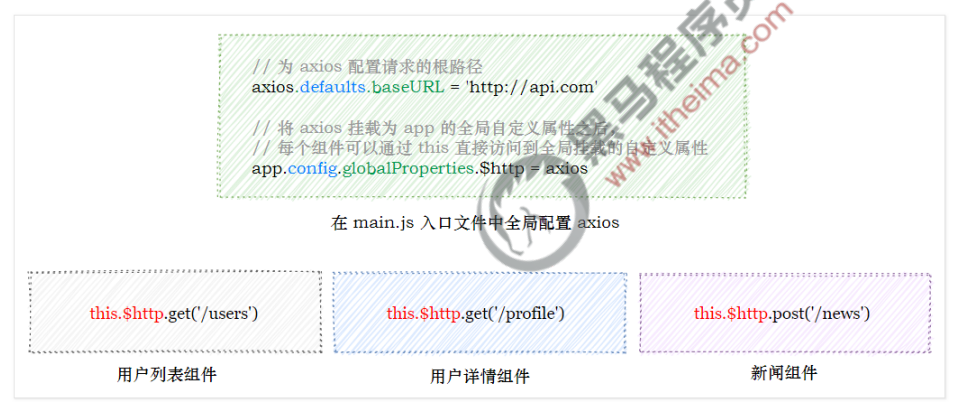 // 为 axios 配置请求的根路径
axios.defaults.baseURL = 'http://api.com'
// 将 axios 挂载为 app 的全局自定义属性之后，
// 每个组件可以通过 this 直接访问到全局挂载的自定义属性
app.config.globalProperties.$http = axios
在 main.js 入口文件中全局配置 axios
this.$http.get('/users')
this.$http.get('/profile')
this.$http.post('/news')
用户列表组件
用户详情组件
新闻组件
黑马程序员
www.itheima.com